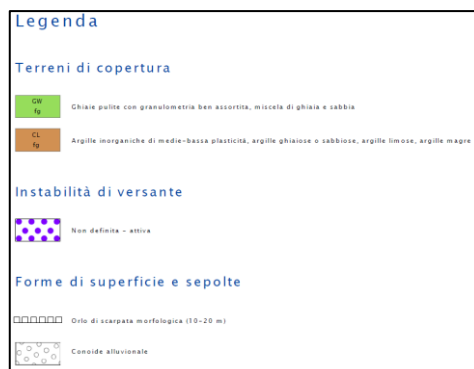 Legenda
Terreni di copertura
GW
fg
Ghiaie pulite con granulometria ben assortita, miscela di ghiaia e sabbia
CL
fg
Argille inorganiche di medie-bassa plasticità, argille ghiaiose o sabbiose, argille limose, argille magre
Instabilità di versante
Non definita - attiva
Forme di superficie e sepolte
Orlo di scarpata morfologica (10-20 m)
Conoide alluvionale